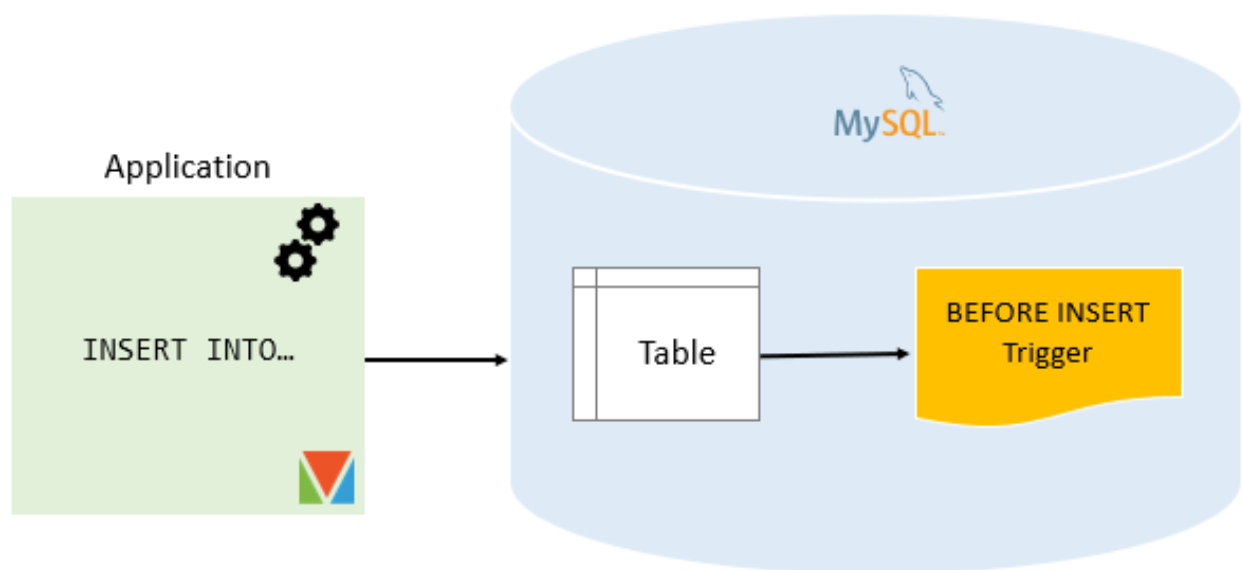 MySQL
Application
INSERT INTO…
Table
BEFORE INSERT
Trigger